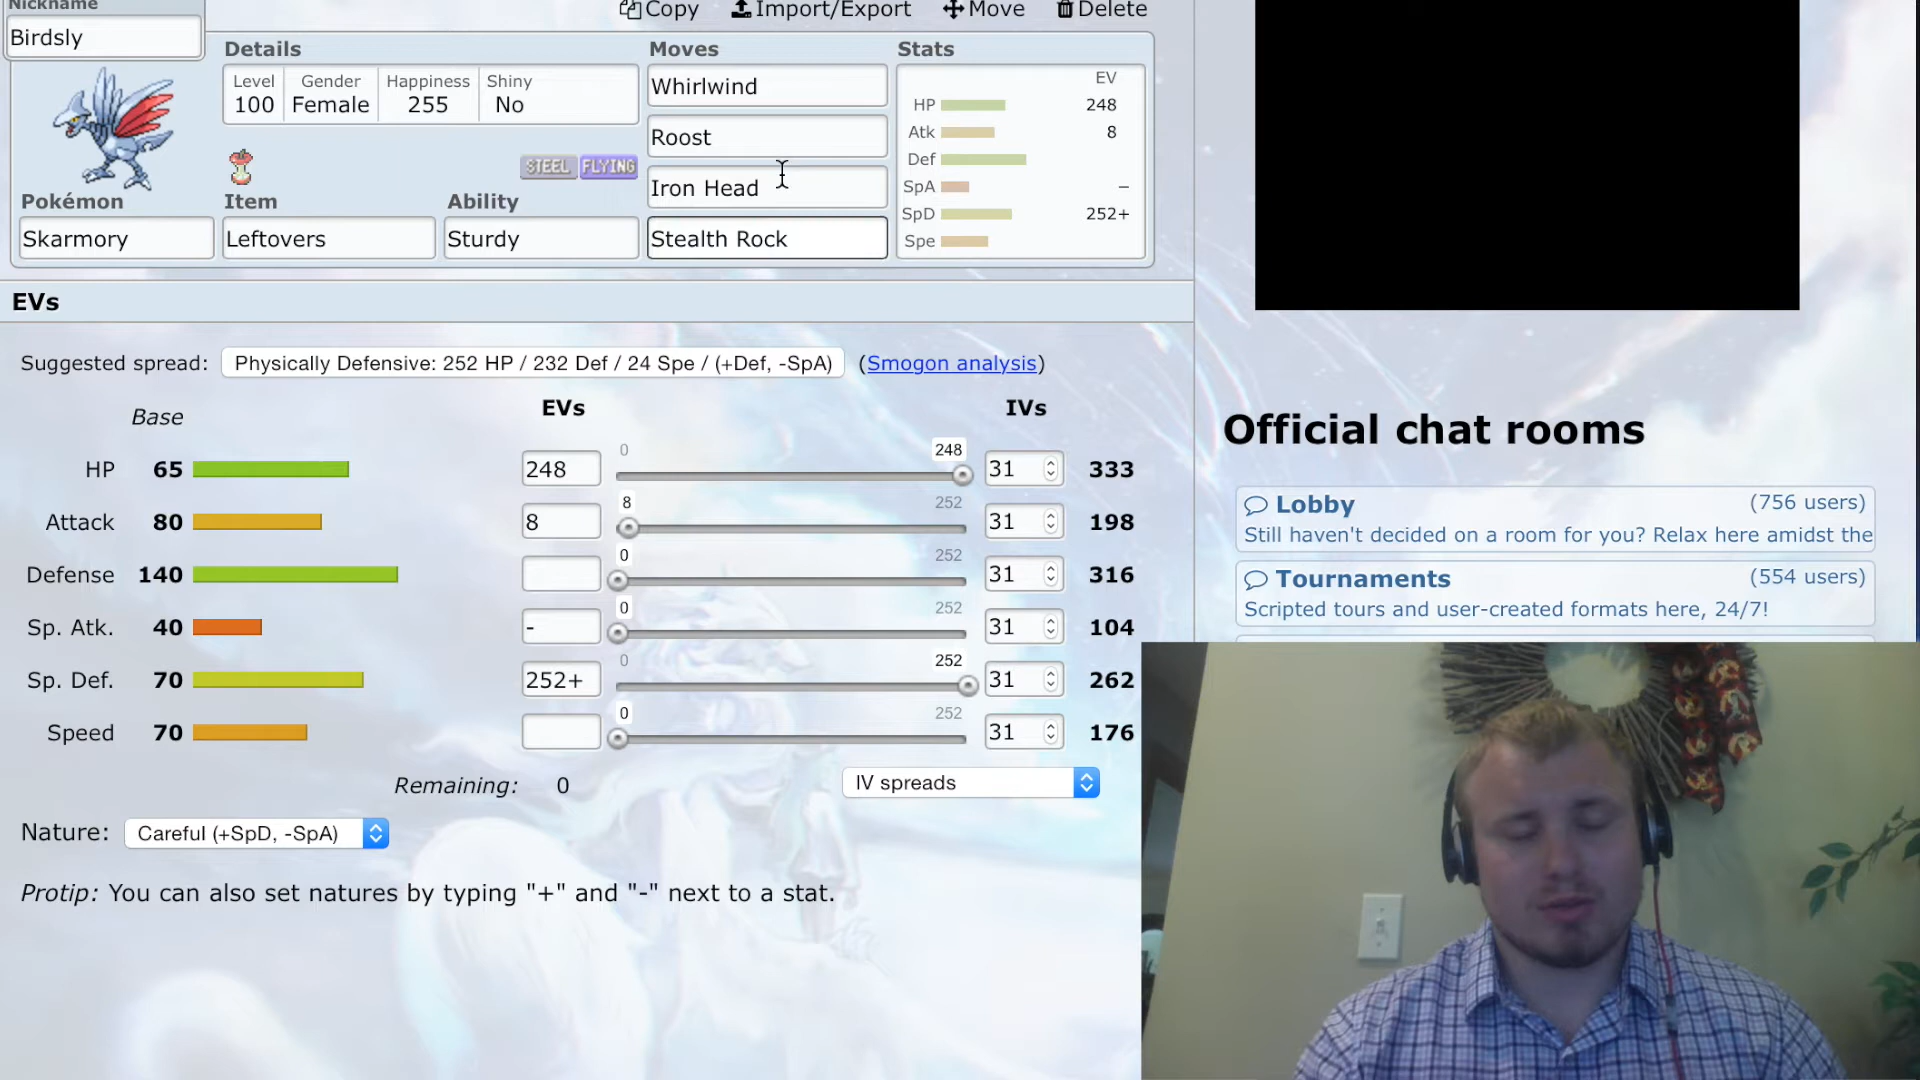 Nickname
Birdsly
Copy Import/Export Move Delete
Details
Level Gender Happiness Shiny
100 Female 255 No
STEEL FLYING
Pokémon Item Ability
Skarmory Leftovers Sturdy
Moves
Whirlwind
Roost
Iron Head
Stealth Rock
Stats
EV
HP 248
Atk 8
Def
SpA –
SpD 252+
Spe
EVs
Suggested spread: Physically Defensive: 252 HP / 232 Def / 24 Spe / (+Def, -SpA) (Smogon analysis)
Base EVs IVs
HP 65 248 0 248 31 333
Attack 80 8 8 252 31 198
Defense 140 0 252 31 316
Sp. Atk. 40 - 0 252 31 104
Sp. Def. 70 252+ 0 252 31 262
Speed 70 0 252 31 176
Remaining: 0 IV spreads
Nature: Careful (+SpD, -SpA)
Protip: You can also set natures by typing "+" and "-" next to a stat.
Official chat rooms
Lobby (756 users)
Still haven't decided on a room for you? Relax here amidst the
Tournaments (554 users)
Scripted tours and user-created formats here, 24/7!